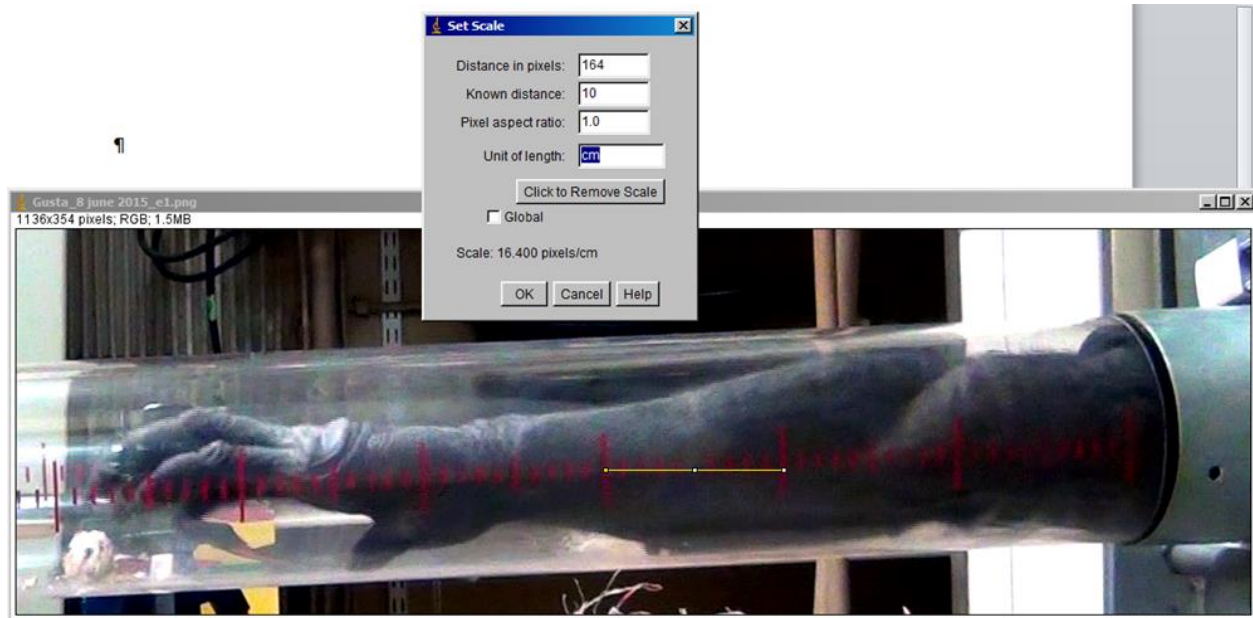 Set Scale
Distance in pixels: 164
Known distance: 10
Pixel aspect ratio: 1.0
¶
Unit of length: cm
Click to Remove Scale
Global
Scale: 16.400 pixels/cm
OK Cancel Help
Gusta_8 june 2015_e1.png
1136x354 pixels; RGB; 1.5MB